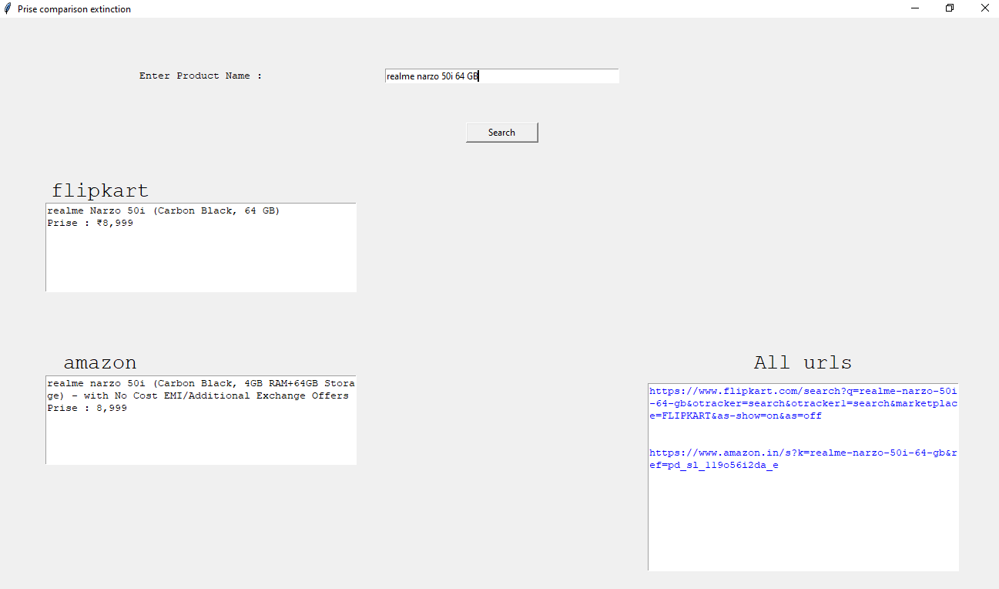 Prise comparison extinction
Enter Product Name :
realme narzo 50i 64 GB
Search
flipkart
realme Narzo 50i (Carbon Black, 64 GB)
Prise : ₹8,999
amazon
realme narzo 50i (Carbon Black, 4GB RAM+64GB Stora
ge) – with No Cost EMI/Additional Exchange Offers
Prise : 8,999
All urls
https://www.flipkart.com/search?q=realme-narzo-50i
-64-gb&otracker=search&otracker1=search&marketplac
e=FLIPKART&as-show=on&as=off
https://www.amazon.in/s?k=realme-narzo-50i-64-gb&r
ef=pd_sl_119o56i2da_e